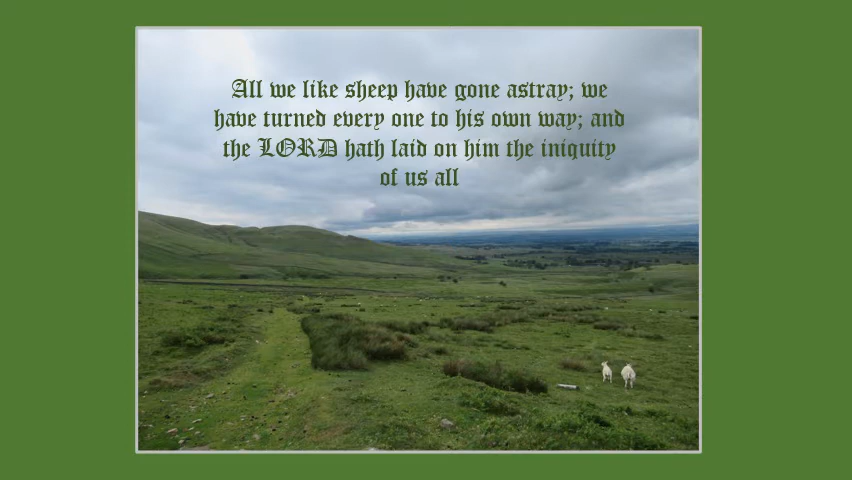 All we like sheep have gone astray; we
have turned every one to his own way; and
the LORD hath laid on him the iniquity
of us all